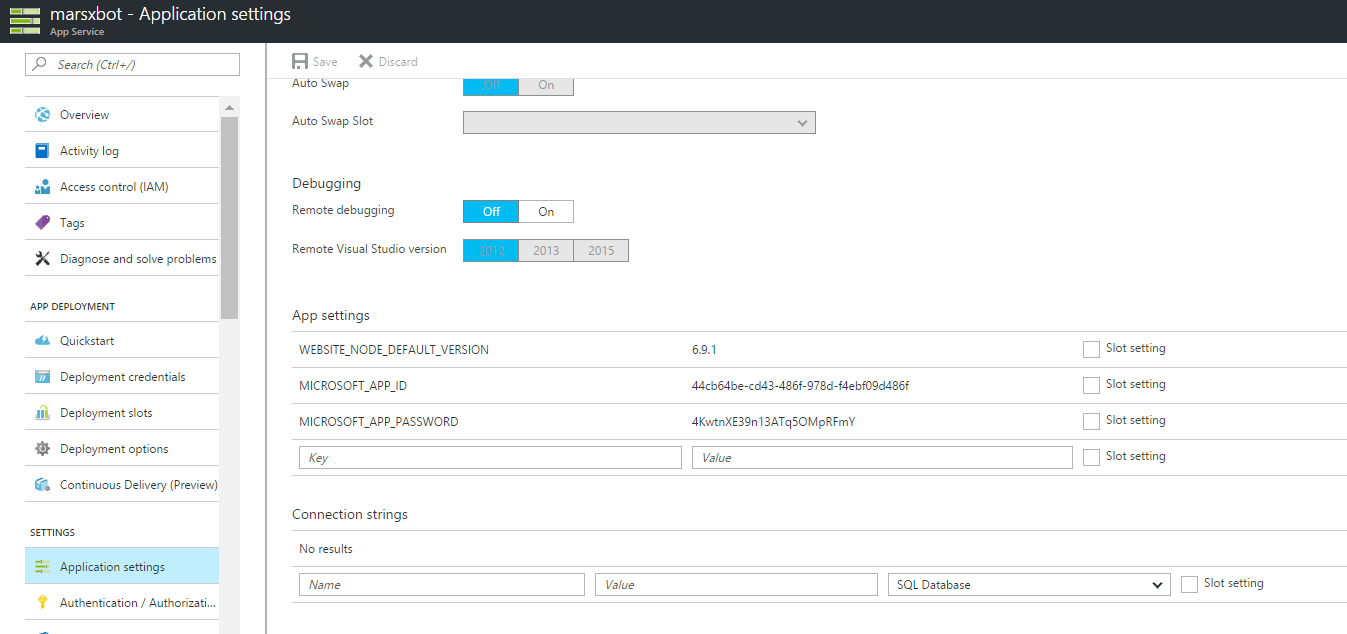 marsxbot - Application settings
App Service
Search (Ctrl+/)
Overview
Activity log
Access control (IAM)
Tags
Diagnose and solve problems
APP DEPLOYMENT
Quickstart
Deployment credentials
Deployment slots
Deployment options
Continuous Delivery (Preview)
SETTINGS
Application settings
Authentication / Authorizati...
Save Discard
Auto Swap Off On
Auto Swap Slot
Debugging
Remote debugging Off On
Remote Visual Studio version 2012 2013 2015
App settings
WEBSITE_NODE_DEFAULT_VERSION 6.9.1 Slot setting
MICROSOFT_APP_ID 44cb64be-cd43-486f-978d-f4ebf09d486f Slot setting
MICROSOFT_APP_PASSWORD 4KwtnXE39n13ATq5OMpRFmY Slot setting
Key Value Slot setting
Connection strings
No results
Name Value SQL Database Slot setting